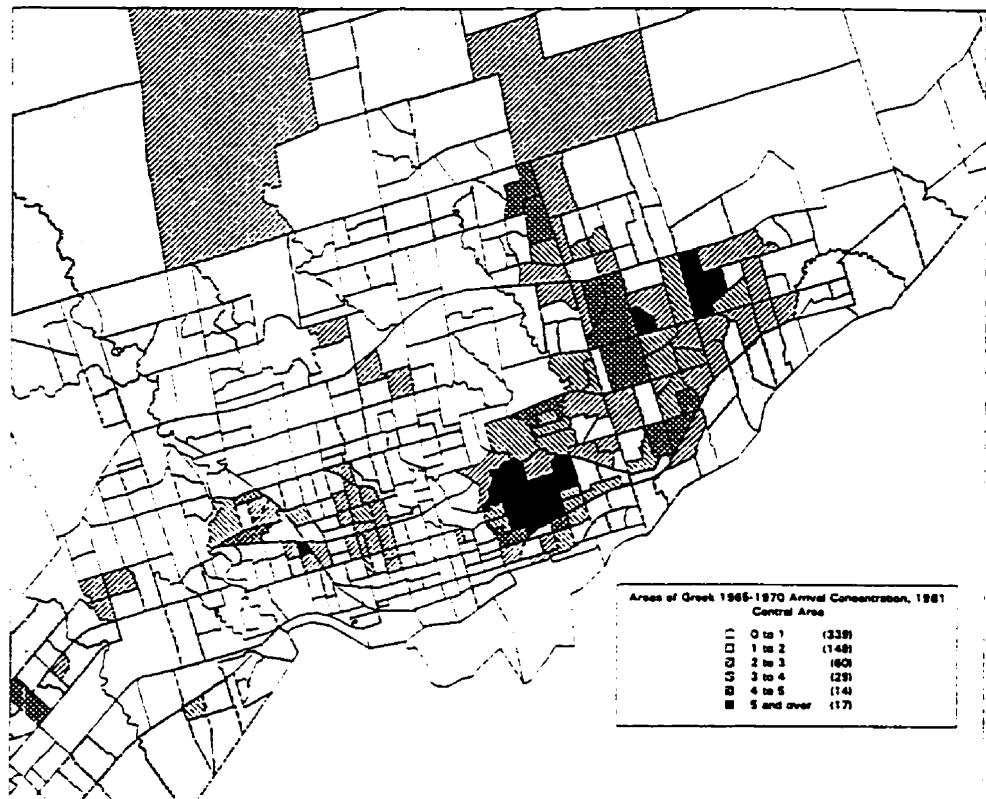 Areas of Greek 1965-1970 Arrival Concentration, 1981
Central Area
0 to 1 (339)
1 to 2 (148)
2 to 3 (60)
3 to 4 (29)
4 to 5 (14)
5 and over (17)